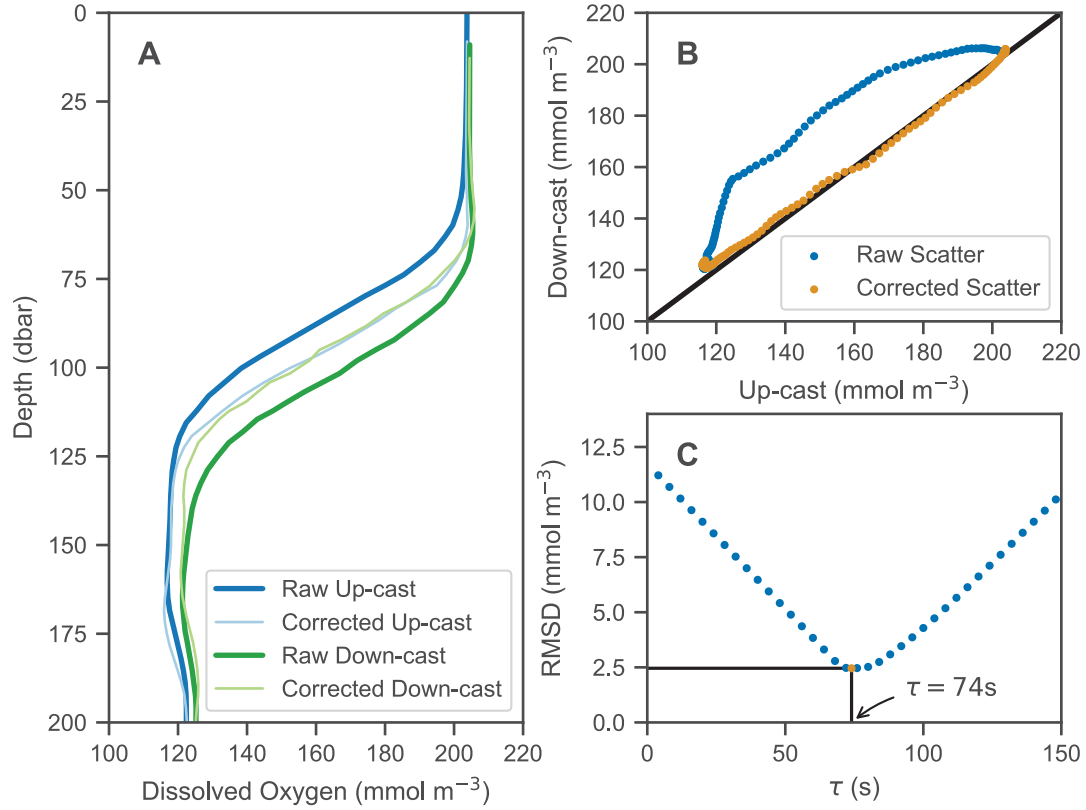 A
0
25
50
75
100
125
150
175
200
Depth (dbar)
Raw Up-cast
Corrected Up-cast
Raw Down-cast
Corrected Down-cast
100 120 140 160 180 200 220
Dissolved Oxygen (mmol m⁻³)
B
220
200
180
160
140
120
100
Down-cast (mmol m⁻³)
Raw Scatter
Corrected Scatter
100 120 140 160 180 200 220
Up-cast (mmol m⁻³)
C
12.5
10.0
7.5
5.0
2.5
0.0
RMSD (mmol m⁻³)
τ = 74s
0 50 100 150
τ (s)